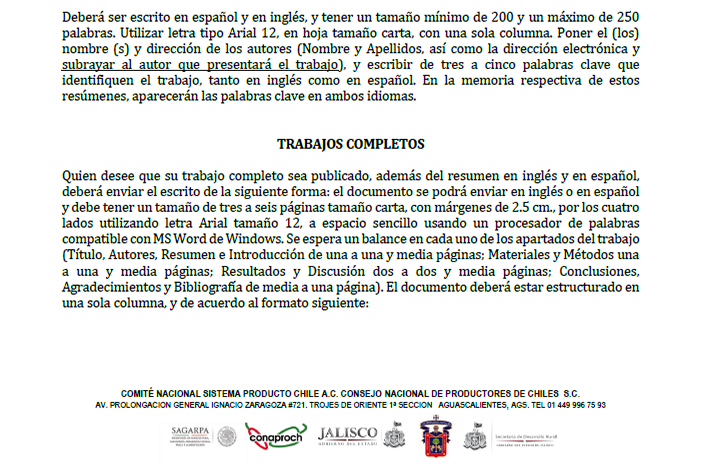 Deberá ser escrito en español y en inglés, y tener un tamaño mínimo de 200 y un máximo de 250
palabras. Utilizar letra tipo Arial 12, en hoja tamaño carta, con una sola columna. Poner el (los)
nombre (s) y dirección de los autores (Nombre y Apellidos, así como la dirección electrónica y
subrayar al autor que presentará el trabajo), y escribir de tres a cinco palabras clave que
identifiquen el trabajo, tanto en inglés como en español. En la memoria respectiva de estos
resúmenes, aparecerán las palabras clave en ambos idiomas.
TRABAJOS COMPLETOS
Quien desee que su trabajo completo sea publicado, además del resumen en inglés y en español,
deberá enviar el escrito de la siguiente forma: el documento se podrá enviar en inglés o en español
y debe tener un tamaño de tres a seis páginas tamaño carta, con márgenes de 2.5 cm., por los cuatro
lados utilizando letra Arial tamaño 12, a espacio sencillo usando un procesador de palabras
compatible con MS Word de Windows. Se espera un balance en cada uno de los apartados del trabajo
(Título, Autores, Resumen e Introducción de una a una y media páginas; Materiales y Métodos una
a una y media páginas; Resultados y Discusión dos a dos y media páginas; Conclusiones,
Agradecimientos y Bibliografía de media a una página). El documento deberá estar estructurado en
una sola columna, y de acuerdo al formato siguiente:
COMITÉ NACIONAL SISTEMA PRODUCTO CHILE A.C. CONSEJO NACIONAL DE PRODUCTORES DE CHILES S.C.
AV. PROLONGACION GENERAL IGNACIO ZARAGOZA #721. TROJES DE ORIENTE 1ª SECCION AGUASCALIENTES, AGS. TEL 01 449 996 75 93
SAGARPA
conaproch
JALISCO
GOBIERNO DEL ESTADO
Secretaría de Desarrollo Rural